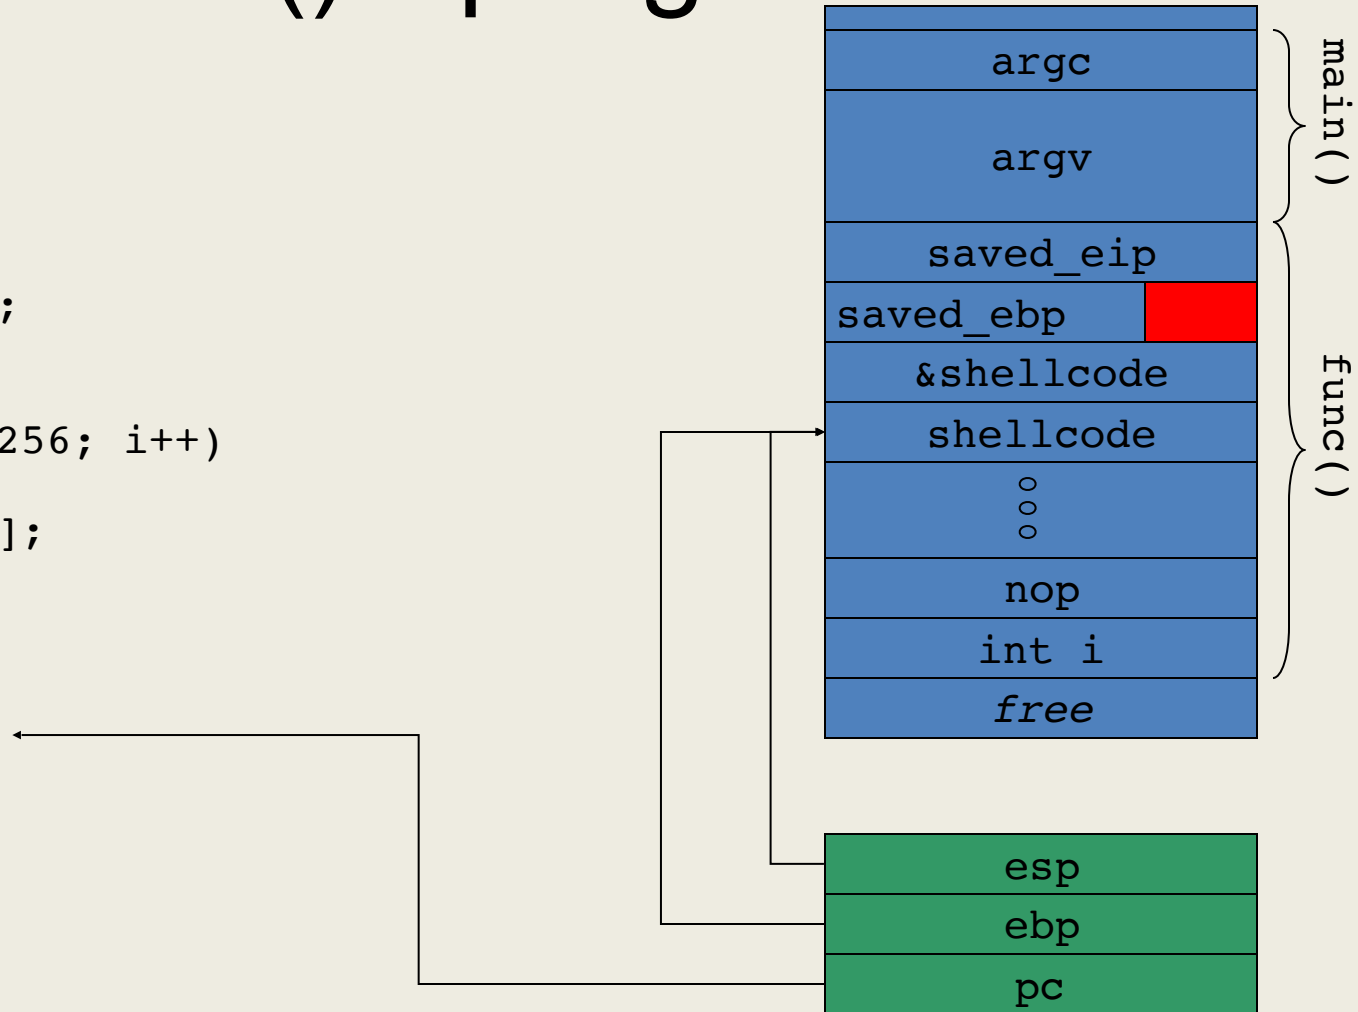 argc
main()
argv
saved_eip
;
saved_ebp
&shellcode
func()
256; i++)
shellcode
];
nop
int i
free
esp
ebp
pc